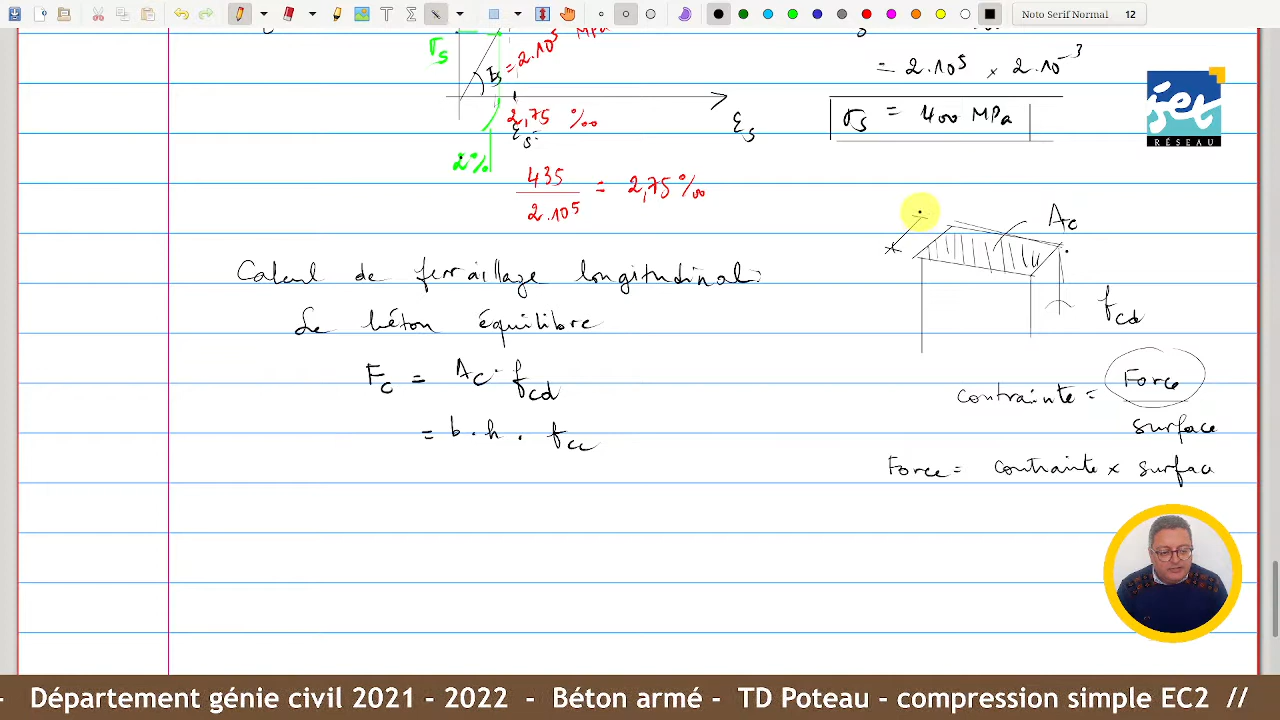 Noto Serif Normal 12
σs
Es = 2.10⁵ MPa
= 2.10⁵ x 2.10⁻³
2,75 ‰
εs =
εs
σs = 400 MPa
iset
RÉSEAU
2‰
435 / 2.10⁵ = 2,75 ‰
Ac
Calcul de ferraillage longitudinal :
fcd
Le béton équilibre
Fc = Ac . fcd
contrainte = Force / surface
= b . h . fcc
Force = contrainte x surface
Département génie civil 2021 - 2022 - Béton armé - TD Poteau - compression simple EC2 //